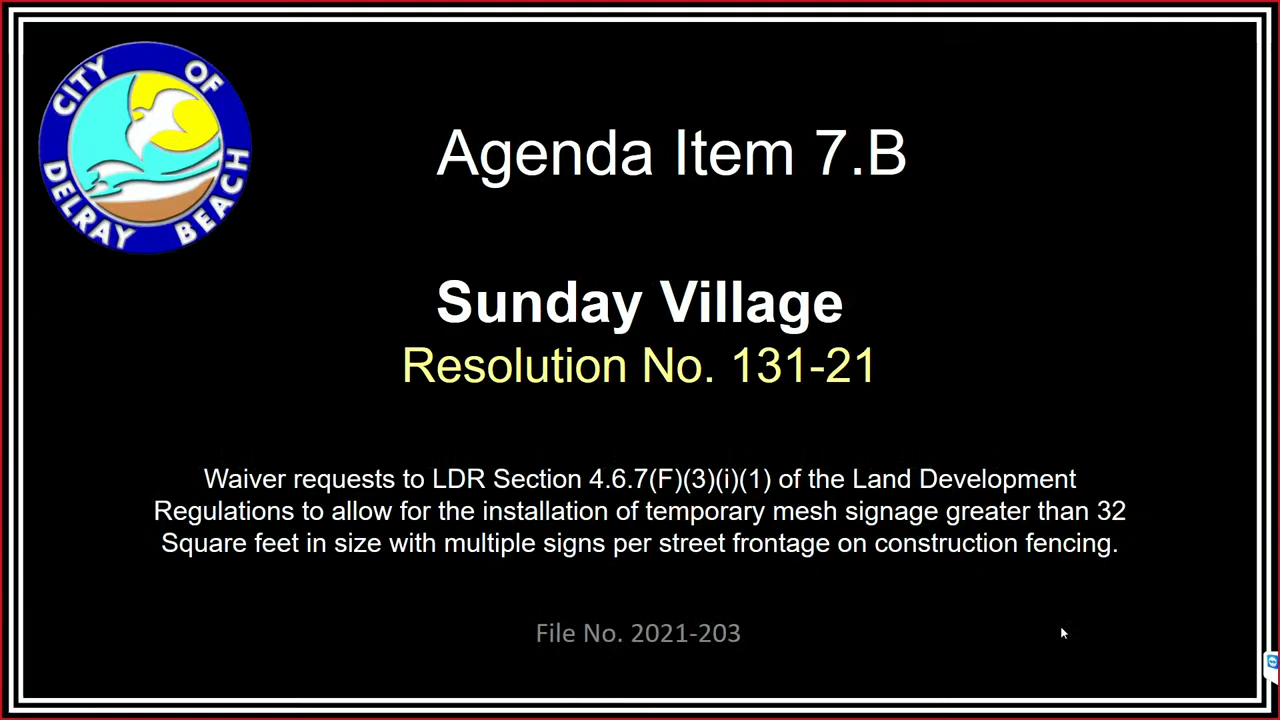 CITY OF
DELRAY BEACH
Agenda Item 7.B
Sunday Village
Resolution No. 131-21
Waiver requests to LDR Section 4.6.7(F)(3)(i)(1) of the Land Development
Regulations to allow for the installation of temporary mesh signage greater than 32
Square feet in size with multiple signs per street frontage on construction fencing.
File No. 2021-203